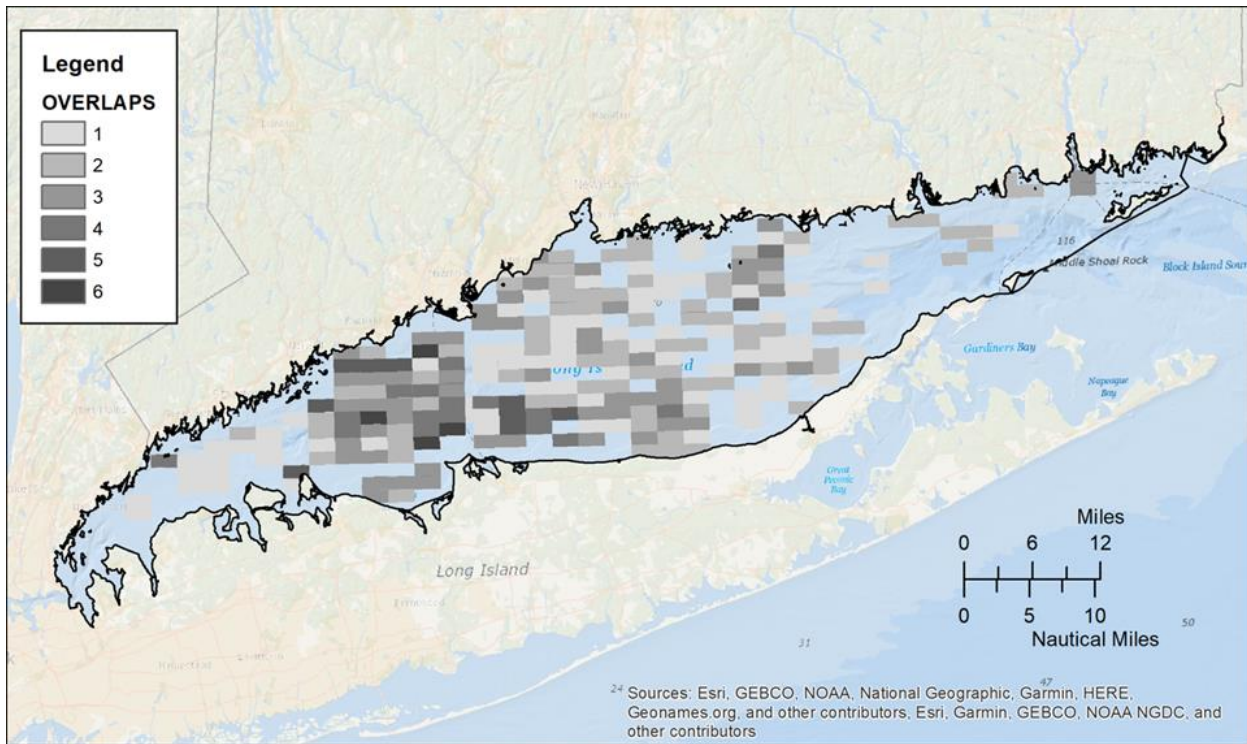 Legend
OVERLAPS
1
2
3
4
5
6
116
Middle Shoal Rock
Block Island Soun
Gardiners Bay
Napeague
Bay
Great
Peconic
Bay
Long Island
Miles
0 6 12
0 5 10
Nautical Miles
50
31
47
24
Sources: Esri, GEBCO, NOAA, National Geographic, Garmin, HERE,
Geonames.org, and other contributors, Esri, Garmin, GEBCO, NOAA NGDC, and
other contributors